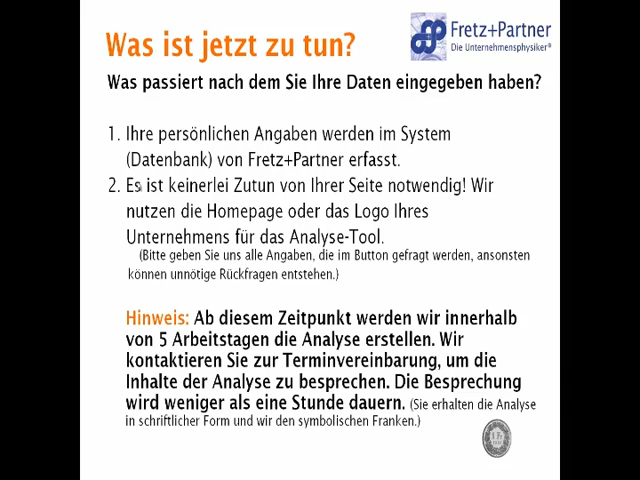 Was ist jetzt zu tun?
Fretz+Partner
Die Unternehmensphysiker®
Was passiert nach dem Sie Ihre Daten eingegeben haben?
1. Ihre persönlichen Angaben werden im System
(Datenbank) von Fretz+Partner erfasst.
2. Es ist keinerlei Zutun von Ihrer Seite notwendig! Wir
nutzen die Homepage oder das Logo Ihres
Unternehmens für das Analyse-Tool.
(Bitte geben Sie uns alle Angaben, die im Button gefragt werden, ansonsten
können unnötige Rückfragen entstehen.)
Hinweis: Ab diesem Zeitpunkt werden wir innerhalb
von 5 Arbeitstagen die Analyse erstellen. Wir
kontaktieren Sie zur Terminvereinbarung, um die
Inhalte der Analyse zu besprechen. Die Besprechung
wird weniger als eine Stunde dauern. (Sie erhalten die Analyse
in schriftlicher Form und wir den symbolischen Franken.)
1 Fr.